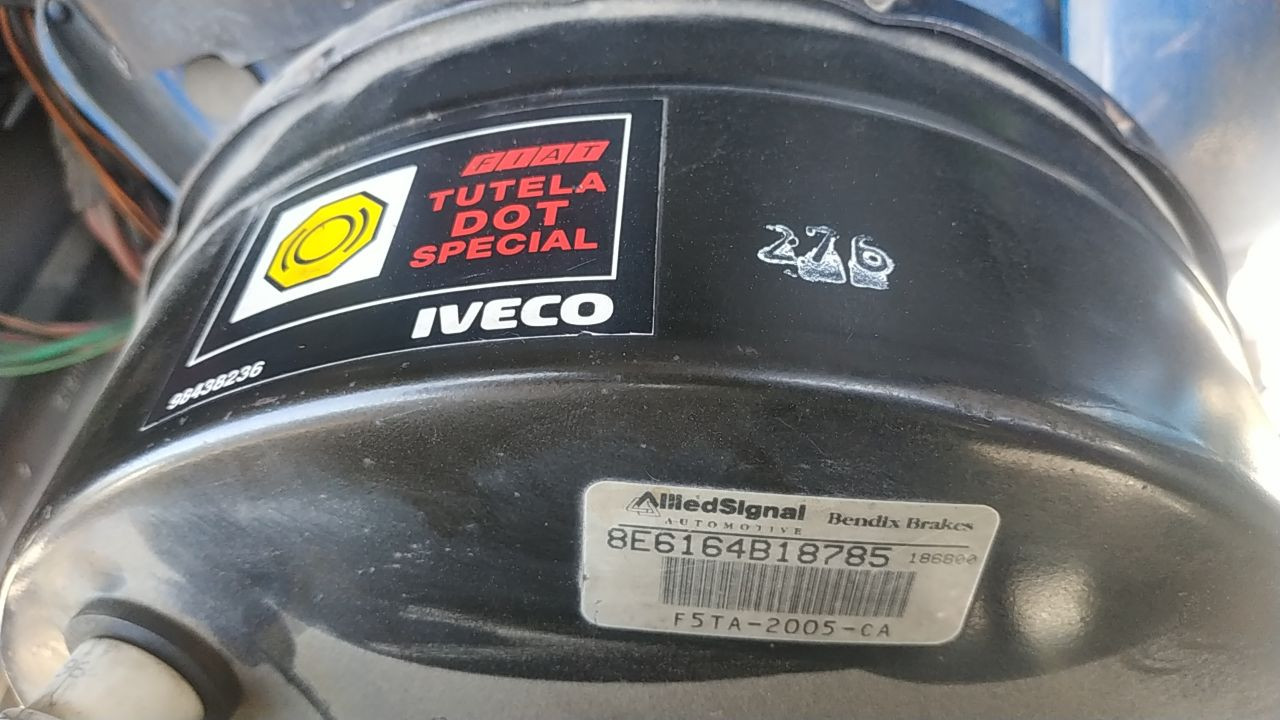 FIAT
TUTELA
DOT
SPECIAL
IVECO
98438236
276
AlliedSignal
AUTOMOTIVE
Bendix Brakes
8E6164B18785 186800
F5TA-2005-CA